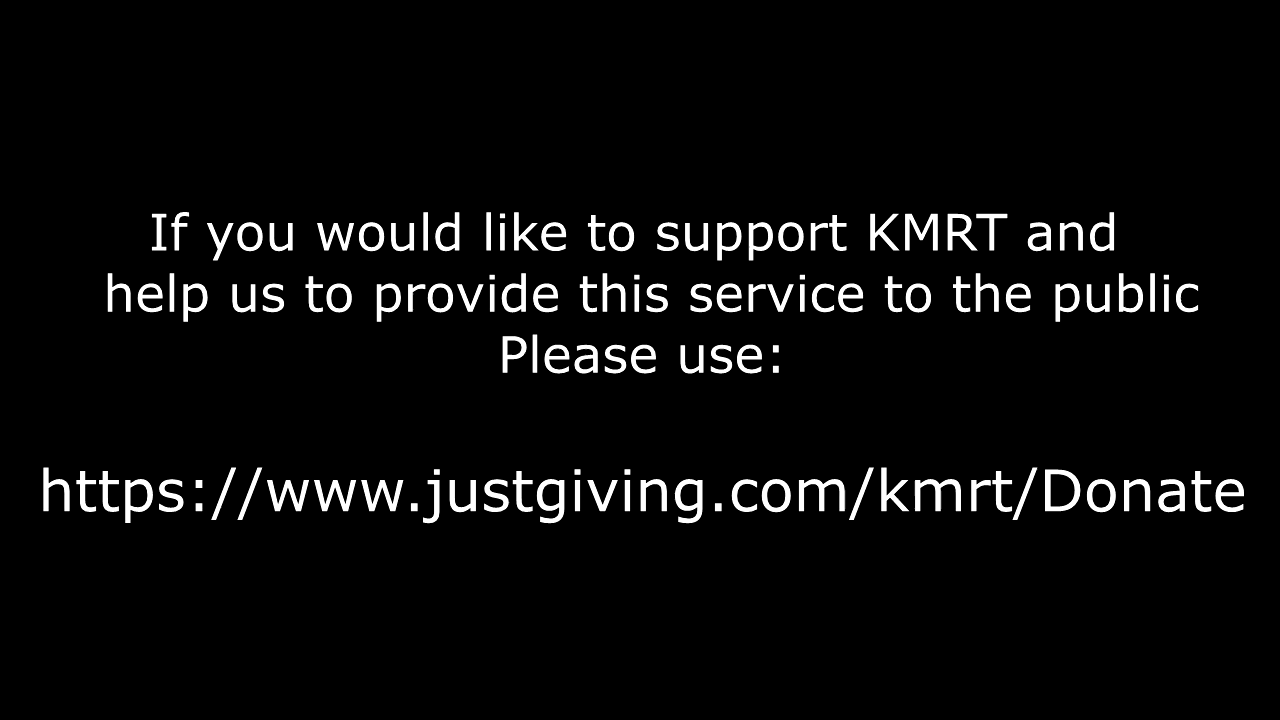 If you would like to support KMRT and
help us to provide this service to the public
Please use:
https://www.justgiving.com/kmrt/Donate